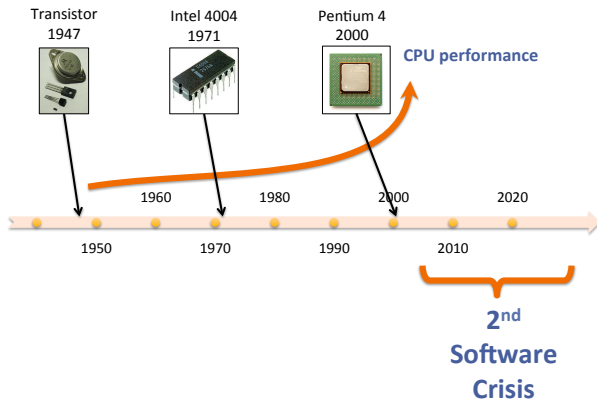 Transistor
1947
Intel 4004
1971
Pentium 4
2000
CPU performance
1960
1980
2000
2020
1950
1970
1990
2010
2nd
Software
Crisis